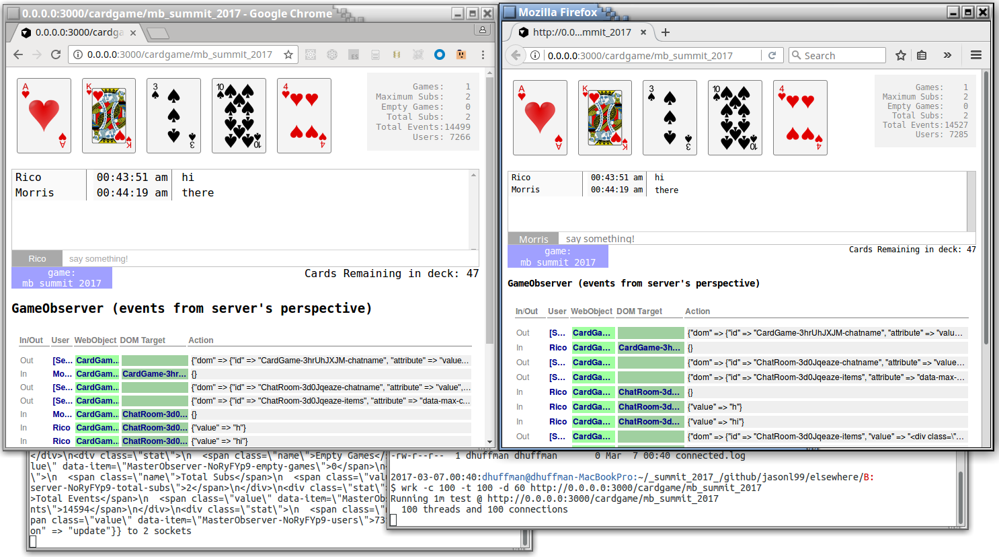 0.0.0.0:3000/cardgame/mb_summit_2017 - Google Chrome
0.0.0.0:3000/cardga
0.0.0.0:3000/cardgame/mb_summit_2017
ES
A
A
K
K
3
3
10
10
4
4
Games: 1
Maximum Subs: 2
Empty Games: 0
Total Subs: 2
Total Events:14499
Users: 7266
Rico 00:43:51 am hi
Morris 00:44:19 am there
Rico say something!
game:
mb summit 2017
Cards Remaining in deck: 47
GameObserver (events from server's perspective)
In/Out User WebObject DOM Target Action
Out [Se... CardGam... {"dom" => {"id" => "CardGame-3hrUhJXJM-chatname", "attribute" => "value...
In Mo... CardGam... CardGame-3hr... {}
Out [Se... CardGam... {"dom" => {"id" => "ChatRoom-3d0Jqeaze-chatname", "attribute" => "value",...
Out [Se... CardGam... {"dom" => {"id" => "ChatRoom-3d0Jqeaze-items", "attribute" => "data-max-c...
In Mo... CardGam... ChatRoom-3d0... {}
In Rico CardGam... ChatRoom-3d0... {"value" => "h"}
In Rico CardGam... ChatRoom-3d0... {"value" => "hi"}
Mozilla Firefox
http://0.0...mmit_2017
0.0.0.0:3000/cardgame/mb_summit_2017
Search
A
A
K
K
3
3
10
10
4
4
Games: 1
Maximum Subs: 2
Empty Games: 0
Total Subs: 2
Total Events:14527
Users: 7285
Rico 00:43:51 am hi
Morris 00:44:19 am there
Morris say something!
game:
mb summit 2017
Cards Remaining in deck: 47
GameObserver (events from server's perspective)
In/Out User WebObject DOM Target Action
Out [S... CardGa... {"dom" => {"id" => "CardGame-3hrUhJXJM-chatname", "attribute" => "valu...
In Rico CardGa... CardGame-3h... {}
Out [S... CardGa... {"dom" => {"id" => "ChatRoom-3d0Jqeaze-chatname", "attribute" => "value...
Out [S... CardGa... {"dom" => {"id" => "ChatRoom-3d0Jqeaze-items", "attribute" => "data-max-...
In Rico CardGa... ChatRoom-3d... {}
In Rico CardGa... ChatRoom-3d... {"value" => "h"}
In Rico CardGa... ChatRoom-3d... {"value" => "hi"}
Out [S... CardGa... {"dom" => {"id" => "ChatRoom-3d0Jqeaze-items", "value" => "<div class=\"...
</div>\n<div class=\"stat\">\n  <span class=\"name\">Empty Games</s
lue\" data-item=\"MasterObserver-NoRyFYp9-empty-games\">0</span>\n<
\">\n  <span class=\"name\">Total Subs</span>\n  <span class=\"valu
server-NoRyFYp9-total-subs\">2</span>\n</div>\n<div class=\"stat\"
>Total Events</span>\n  <span class=\"value\" data-item=\"MasterObs
nts\">14594</span>\n</div>\n<div class=\"stat\">\n  <span class=\"n
pan class=\"value\" data-item=\"MasterObserver-NoRyFYp9-users\">73
on" => "update"}} to 2 sockets
-rw-r--r--  1 dhuffman dhuffman       0 Mar  7 00:40 connected.log
2017-03-07.00:40:dhuffman@dhuffman-MacBookPro:~/_summit_2017_/github/jasonl99/elsewhere/B:
$ wrk -c 100 -t 100 -d 60 http://0.0.0.0:3000/cardgame/mb_summit_2017
Running 1m test @ http://0.0.0.0:3000/cardgame/mb_summit_2017
  100 threads and 100 connections